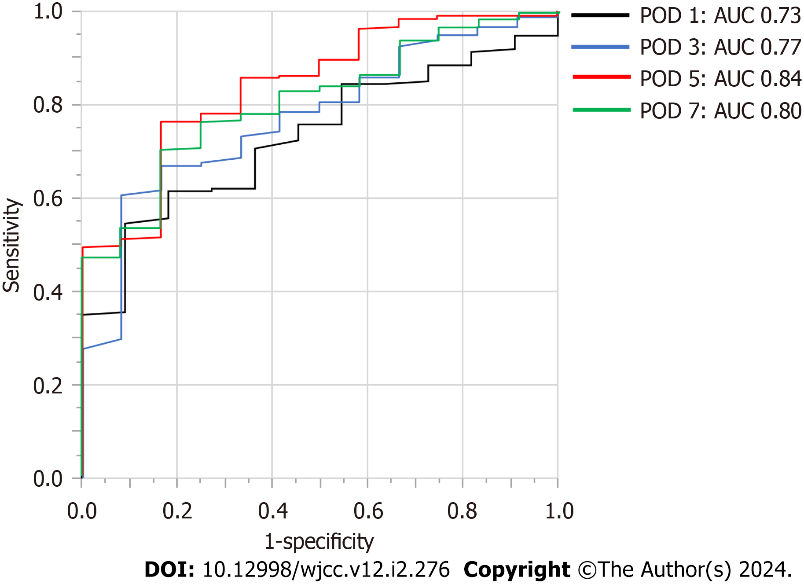 1.0
0.8
0.6
0.4
0.2
0.0
Sensitivity
0.0 0.2 0.4 0.6 0.8 1.0
1-specificity
POD 1: AUC 0.73
POD 3: AUC 0.77
POD 5: AUC 0.84
POD 7: AUC 0.80
DOI: 10.12998/wjcc.v12.i2.276 Copyright ©The Author(s) 2024.